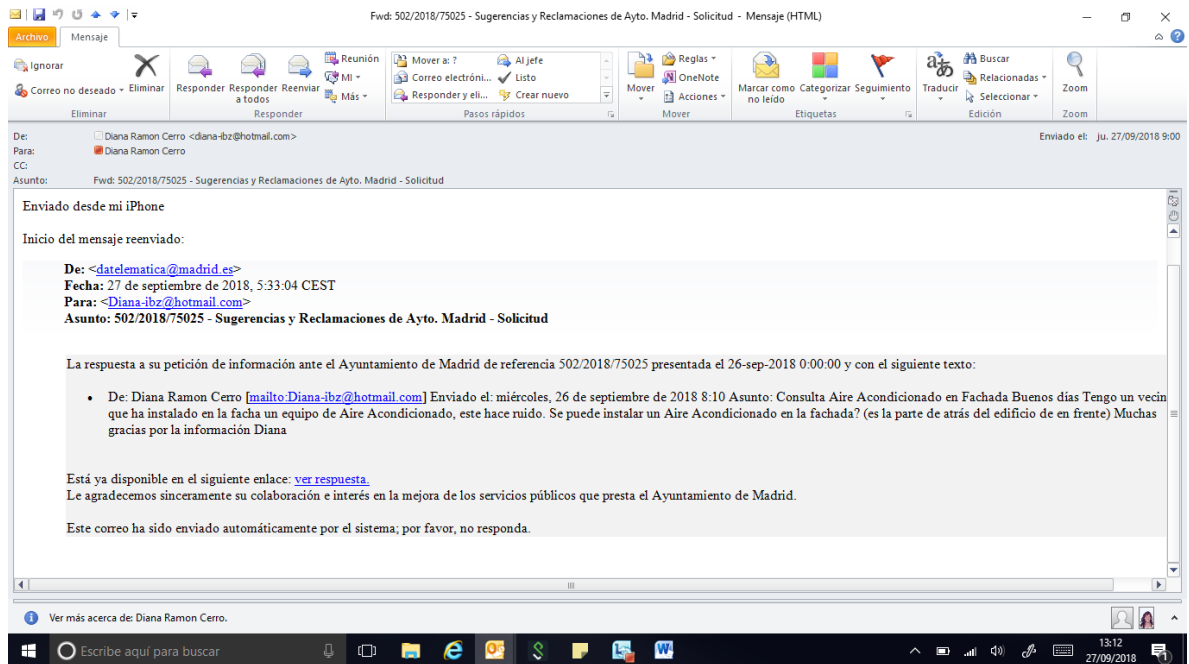 Fwd: 502/2018/75025 - Sugerencias y Reclamaciones de Ayto. Madrid - Solicitud - Mensaje (HTML)
Archivo Mensaje
Ignorar
Correo no deseado
Eliminar
Responder Responder a todos Reenviar
Reunión
MI
Más
Mover a: ? Al jefe
Correo electróni... Listo
Responder y eli... Crear nuevo
Mover
Reglas
OneNote
Acciones
Marcar como no leído Categorizar Seguimiento
Traducir
Buscar
Relacionadas
Seleccionar
Zoom
Eliminar Responder Pasos rápidos Mover Etiquetas Edición Zoom
De: Diana Ramon Cerro <diana-ibz@hotmail.com> Enviado el: ju. 27/09/2018 9:00
Para: Diana Ramon Cerro
CC:
Asunto: Fwd: 502/2018/75025 - Sugerencias y Reclamaciones de Ayto. Madrid - Solicitud
Enviado desde mi iPhone
Inicio del mensaje reenviado:
De: <datelematica@madrid.es>
Fecha: 27 de septiembre de 2018, 5:33:04 CEST
Para: <Diana-ibz@hotmail.com>
Asunto: 502/2018/75025 - Sugerencias y Reclamaciones de Ayto. Madrid - Solicitud
La respuesta a su petición de información ante el Ayuntamiento de Madrid de referencia 502/2018/75025 presentada el 26-sep-2018 0:00:00 y con el siguiente texto:
• De: Diana Ramon Cerro [mailto:Diana-ibz@hotmail.com] Enviado el: miércoles, 26 de septiembre de 2018 8:10 Asunto: Consulta Aire Acondicionado en Fachada Buenos días Tengo un vecin
que ha instalado en la facha un equipo de Aire Acondicionado, este hace ruido. Se puede instalar un Aire Acondicionado en la fachada? (es la parte de atrás del edificio de en frente) Muchas
gracias por la información Diana
Está ya disponible en el siguiente enlace: ver respuesta.
Le agradecemos sinceramente su colaboración e interés en la mejora de los servicios públicos que presta el Ayuntamiento de Madrid.
Este correo ha sido enviado automáticamente por el sistema; por favor, no responda.
Ver más acerca de: Diana Ramon Cerro.
Escribe aquí para buscar
13:12
27/09/2018